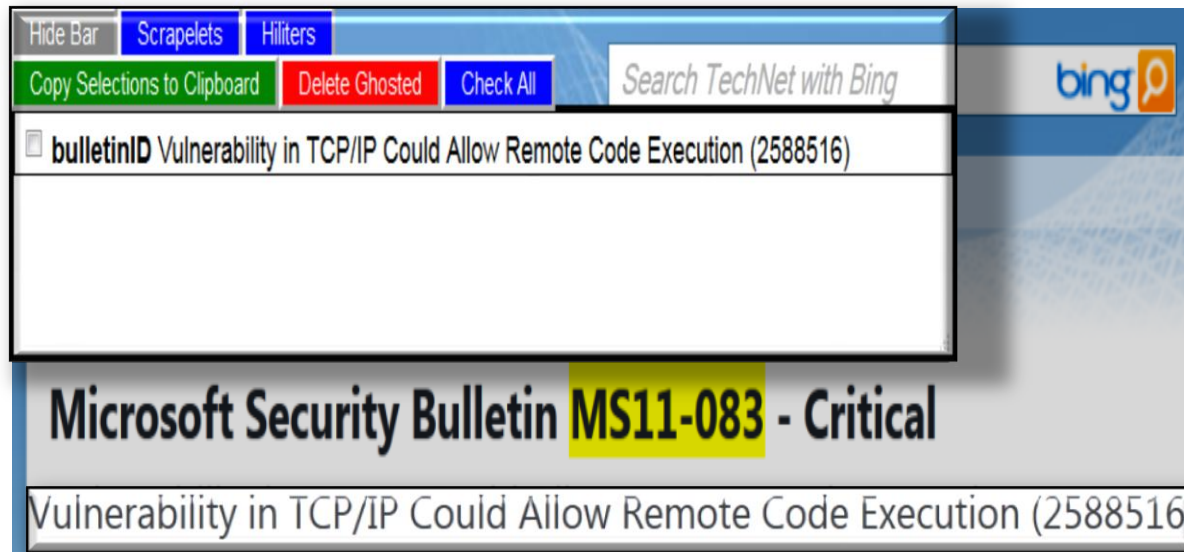 Hide Bar Scrapelets Hiliters
Copy Selections to Clipboard Delete Ghosted Check All
Search TechNet with Bing
bing
bulletinID Vulnerability in TCP/IP Could Allow Remote Code Execution (2588516)
Microsoft Security Bulletin MS11-083 - Critical
Vulnerability in TCP/IP Could Allow Remote Code Execution (2588516